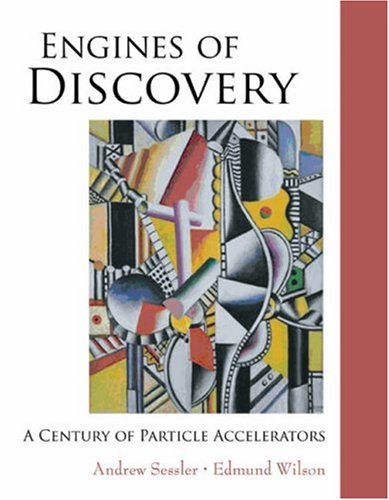 ENGINES OF
DISCOVERY
A CENTURY OF PARTICLE ACCELERATORS
Andrew Sessler · Edmund Wilson